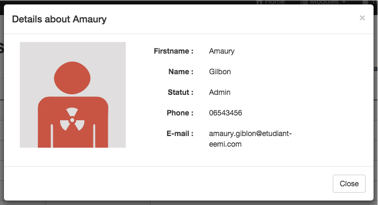 Details about Amaury
×
Firstname : Amaury
Name : Gilbon
Statut : Admin
Phone : 06543456
E-mail : amaury.giblon@etudiant-
eemi.com
Close